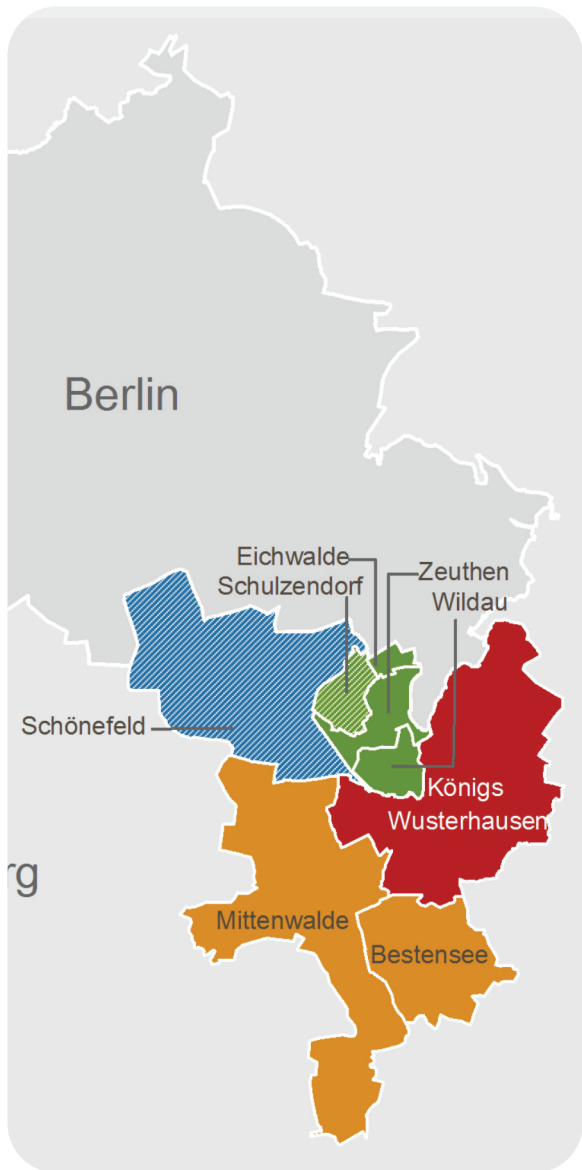 Berlin
Eichwalde
Schulzendorf
Zeuthen
Wildau
Schönefeld
Königs
Wusterhausen
rg
Mittenwalde
Bestensee